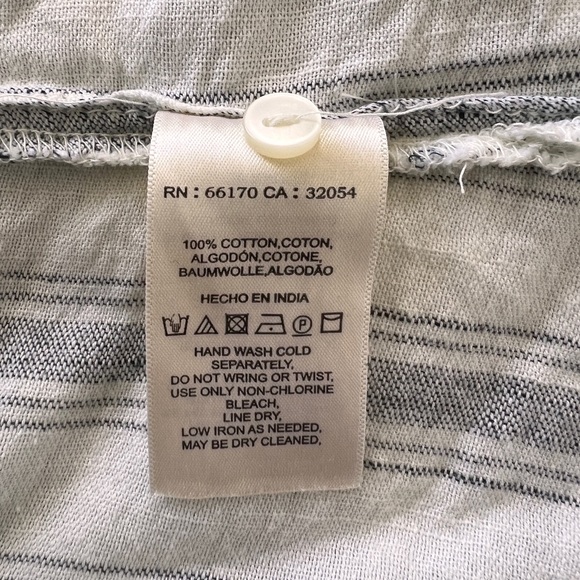 RN : 66170 CA : 32054
100% COTTON,COTON,
ALGODÓN,COTONE,
BAUMWOLLE,ALGODÃO
HECHO EN INDIA
P
HAND WASH COLD
SEPARATELY,
DO NOT WRING OR TWIST,
USE ONLY NON-CHLORINE
BLEACH,
LINE DRY,
LOW IRON AS NEEDED,
MAY BE DRY CLEANED,